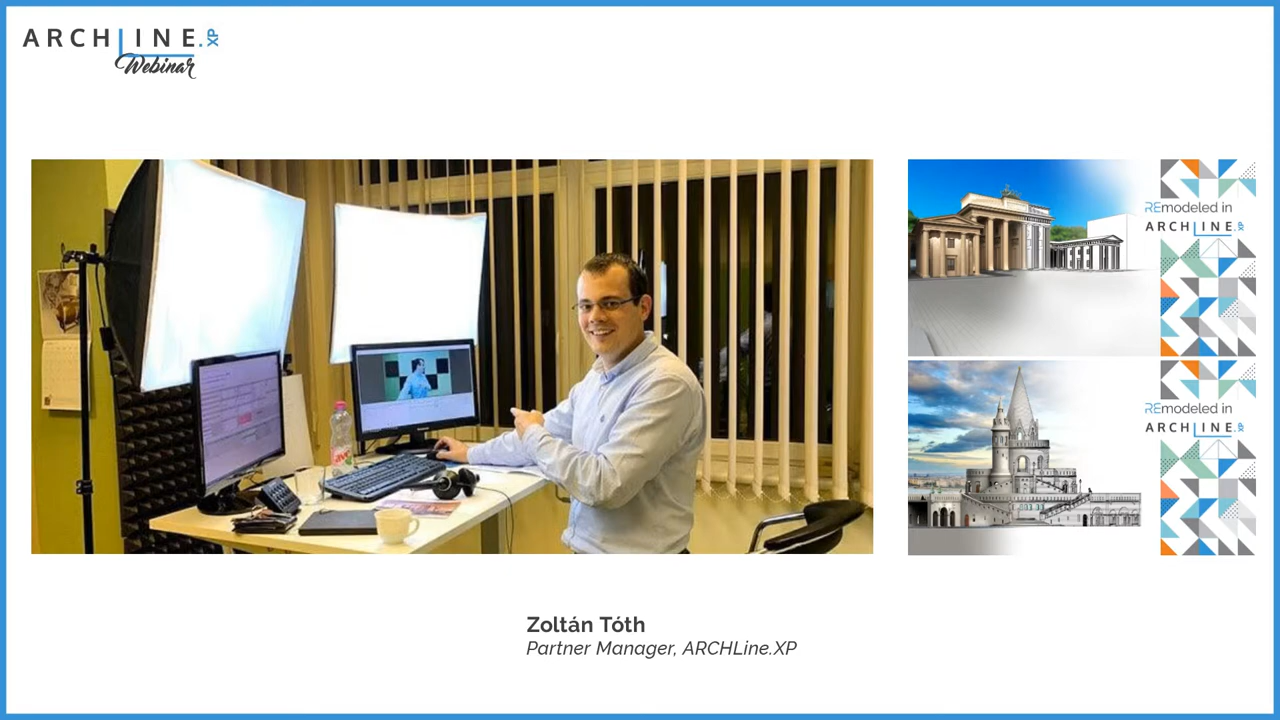 ARCHLINE.XP
Webinar
REmodeled in
ARCHLINE.XP
REmodeled in
ARCHLINE.XP
Zoltán Tóth
Partner Manager, ARCHLine.XP